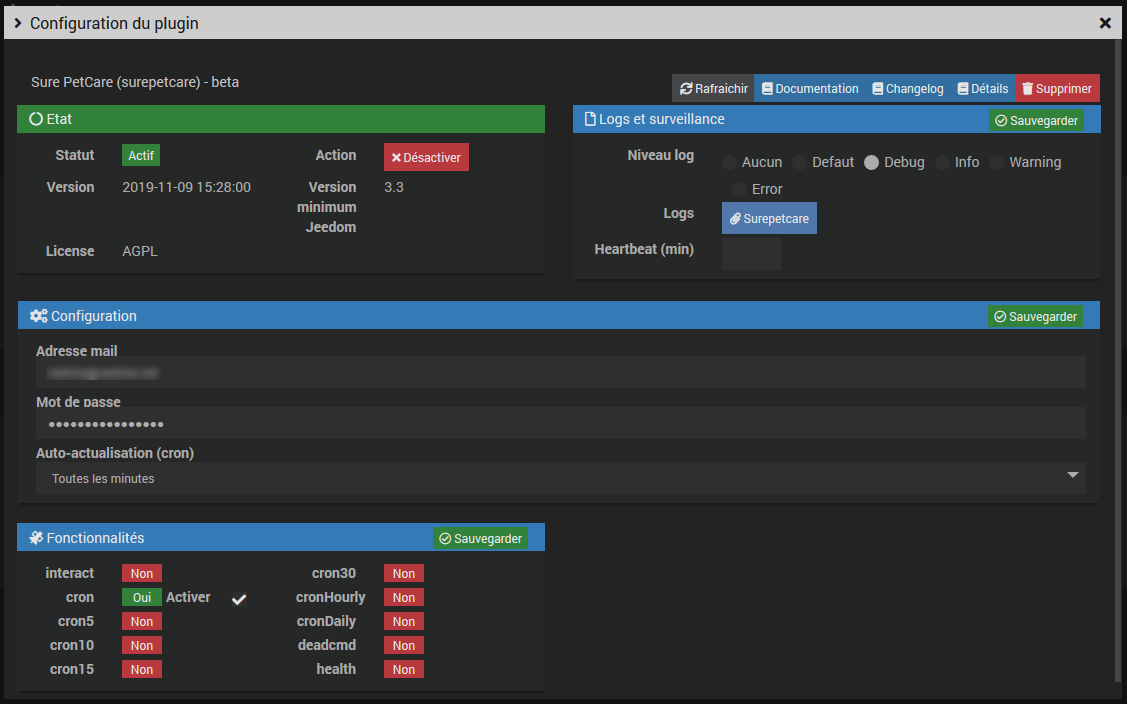 Configuration du plugin
Sure PetCare (surepetcare) - beta
Rafraichir Documentation Changelog Détails Supprimer
Etat
Statut Actif Action Désactiver
Version 2019-11-09 15:28:00 Version minimum Jeedom 3.3
License AGPL
Logs et surveillance Sauvegarder
Niveau log Aucun Defaut Debug Info Warning
Error
Logs Surepetcare
Heartbeat (min)
Configuration Sauvegarder
Adresse mail
Mot de passe
••••••••••••••••
Auto-actualisation (cron)
Toutes les minutes
Fonctionnalités Sauvegarder
interact Non cron30 Non
cron Oui Activer cronHourly Non
cron5 Non cronDaily Non
cron10 Non deadcmd Non
cron15 Non health Non